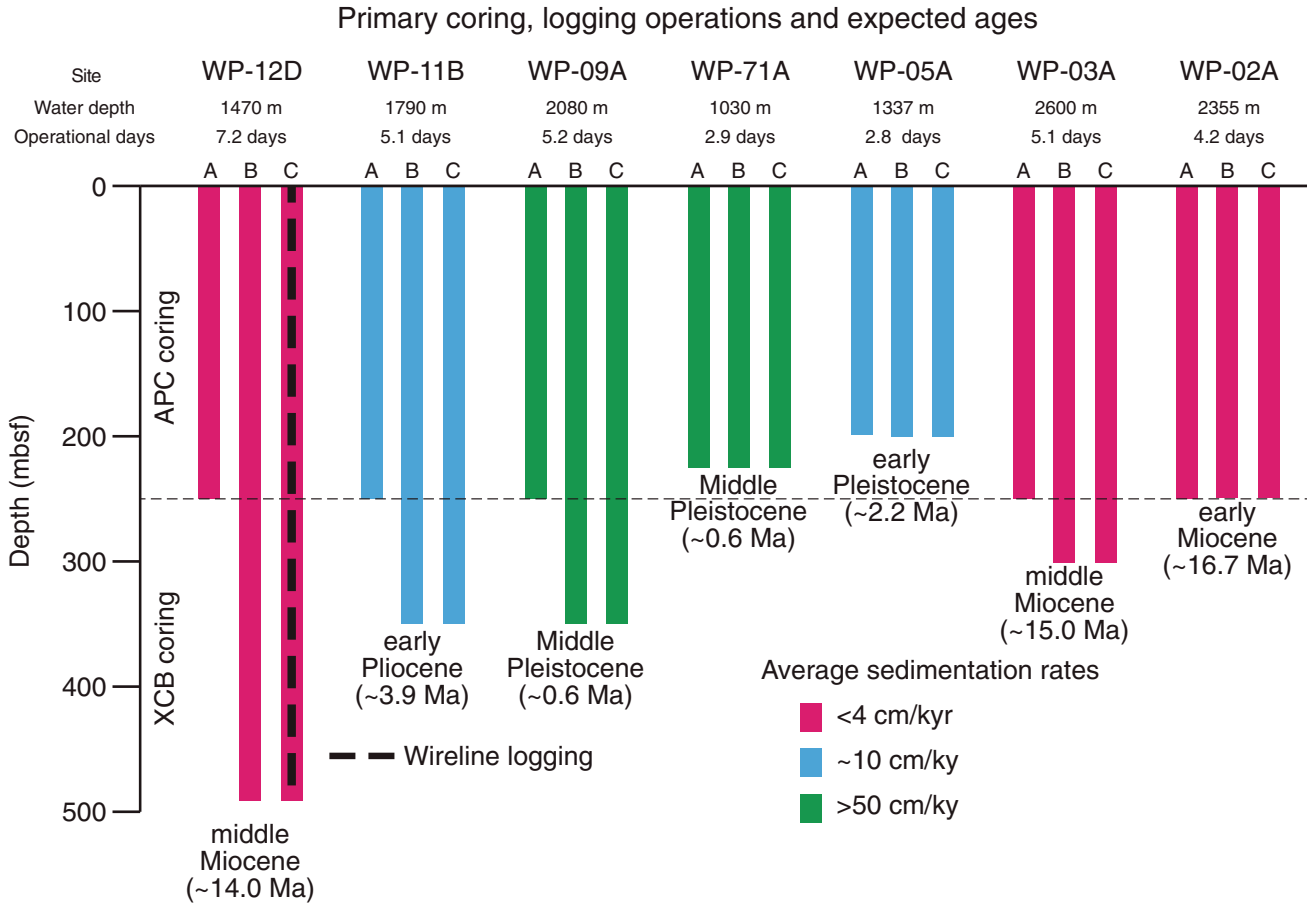 Primary coring, logging operations and expected ages
Site WP-12D WP-11B WP-09A WP-71A WP-05A WP-03A WP-02A
Water depth 1470 m 1790 m 2080 m 1030 m 1337 m 2600 m 2355 m
Operational days 7.2 days 5.1 days 5.2 days 2.9 days 2.8 days 5.1 days 4.2 days
A B C A B C A B C A B C A B C A B C A B C
0
100
200
300
400
500
Depth (mbsf)
APC coring
XCB coring
middle
Miocene
(~14.0 Ma)
early
Pliocene
(~3.9 Ma)
Middle
Pleistocene
(~0.6 Ma)
Middle
Pleistocene
(~0.6 Ma)
early
Pleistocene
(~2.2 Ma)
middle
Miocene
(~15.0 Ma)
early
Miocene
(~16.7 Ma)
Wireline logging
Average sedimentation rates
<4 cm/kyr
~10 cm/ky
>50 cm/ky